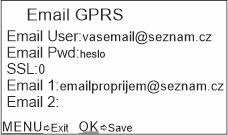 Email GPRS
Email User:vasemail@seznam.cz
Email Pwd:heslo
SSL:0
Email 1:emailproprijem@seznam.cz
Email 2:
MENU⇨Exit OK⇨Save